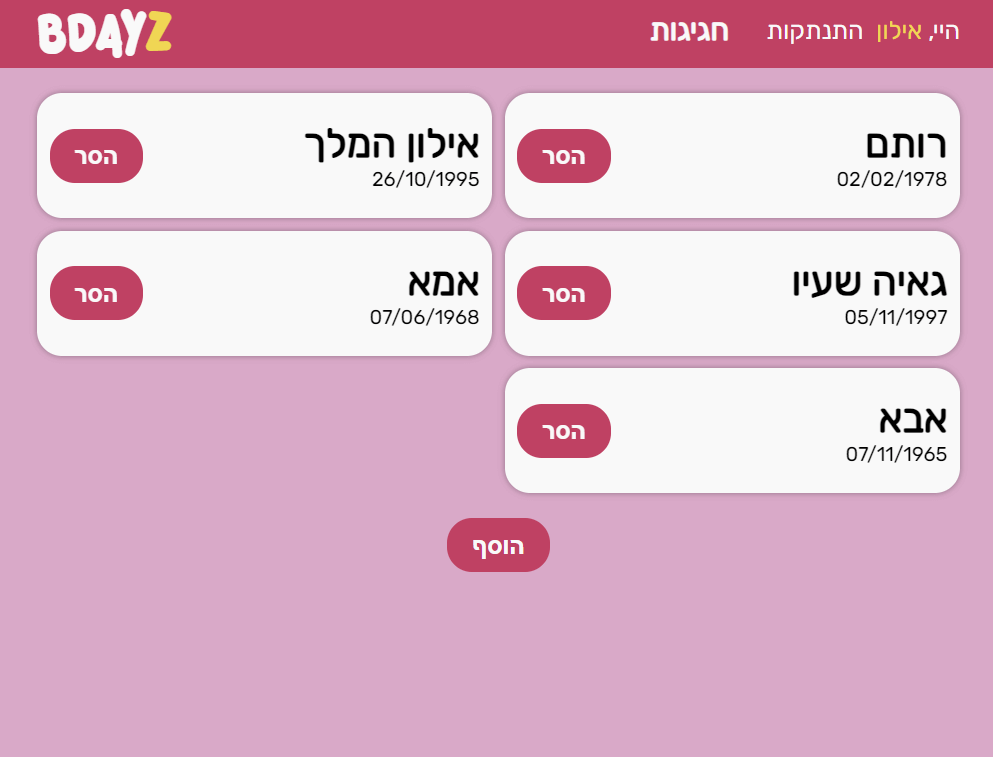 היי, אילון התנתקות חגיגות BDAYZ
רותם
02/02/1978
הסר
אילון המלך
26/10/1995
הסר
גאיה שעיו
05/11/1997
הסר
אמא
07/06/1968
הסר
אבא
07/11/1965
הסר
הוסף